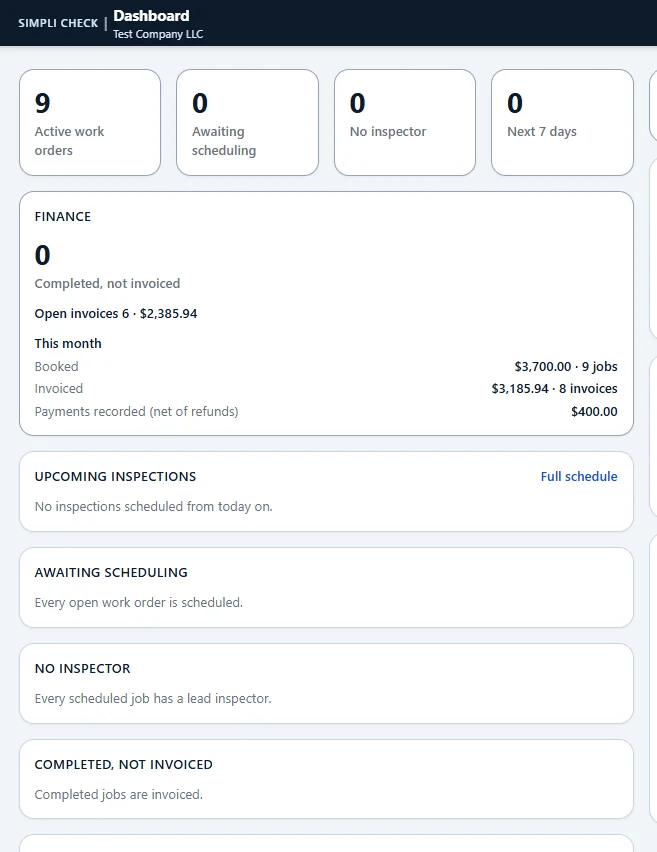 SIMPLI CHECK | Dashboard
Test Company LLC
9
Active work
orders
0
Awaiting
scheduling
0
No inspector
0
Next 7 days
FINANCE
0
Completed, not invoiced
Open invoices 6 · $2,385.94
This month
Booked $3,700.00 · 9 jobs
Invoiced $3,185.94 · 8 invoices
Payments recorded (net of refunds) $400.00
UPCOMING INSPECTIONS Full schedule
No inspections scheduled from today on.
AWAITING SCHEDULING
Every open work order is scheduled.
NO INSPECTOR
Every scheduled job has a lead inspector.
COMPLETED, NOT INVOICED
Completed jobs are invoiced.